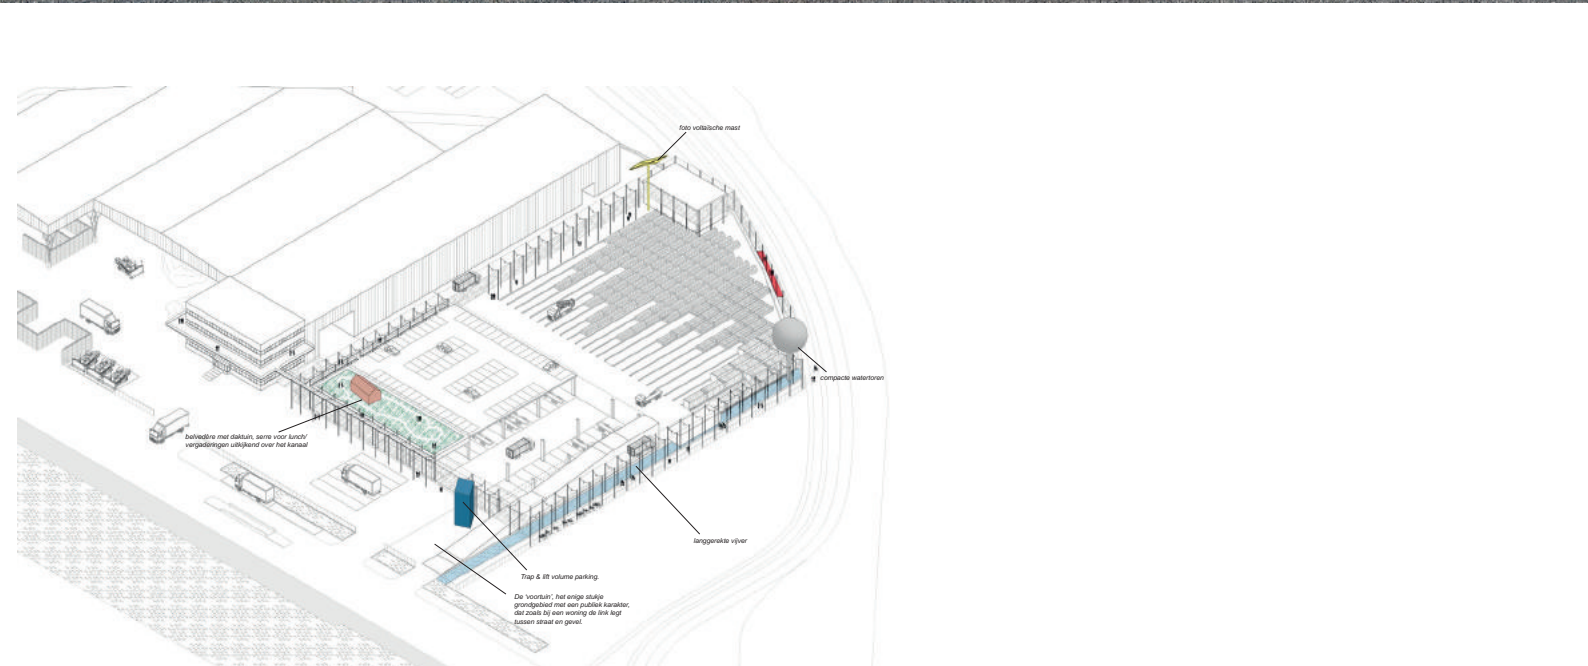 foto voltaïsche mast
compacte watertoren
belvedère met daktuin, serre voor lunch/
vergaderingen uitkijkend over het kanaal
langgerekte vijver
Trap & lift volume parking.
De 'voortuin', het enige stukje
grondgebied met een publiek karakter,
dat zoals bij een woning de link legt
tussen straat en gevel.